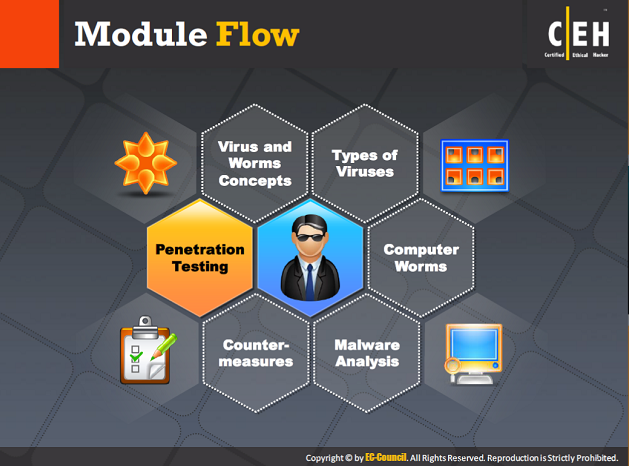 Module Flow
C|EH
Certified Ethical Hacker
Virus and
Worms
Concepts
Types of
Viruses
Penetration
Testing
Computer
Worms
Counter-
measures
Malware
Analysis
Copyright © by EC-Council. All Rights Reserved. Reproduction is Strictly Prohibited.